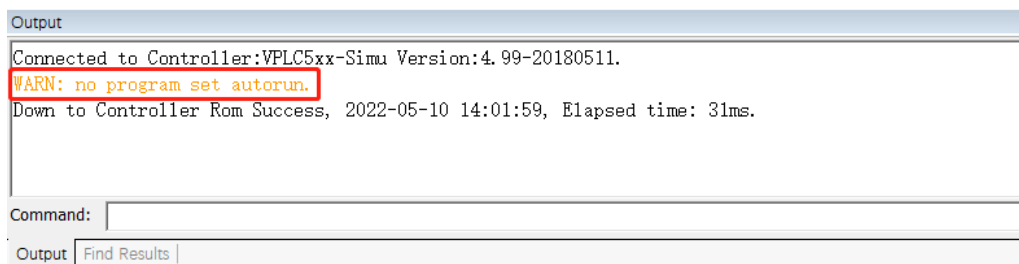 Output
Connected to Controller:VPLC5xx-Simu Version:4.99-20180511.
WARN: no program set autorun.
Down to Controller Rom Success, 2022-05-10 14:01:59, Elapsed time: 31ms.
Command:
Output Find Results